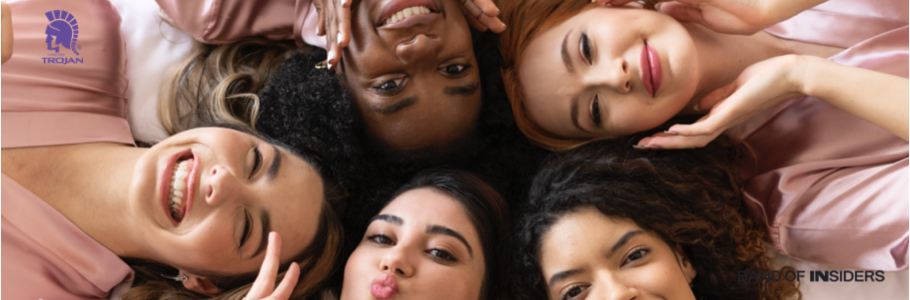 TROJAN
BAND OF INSIDERS